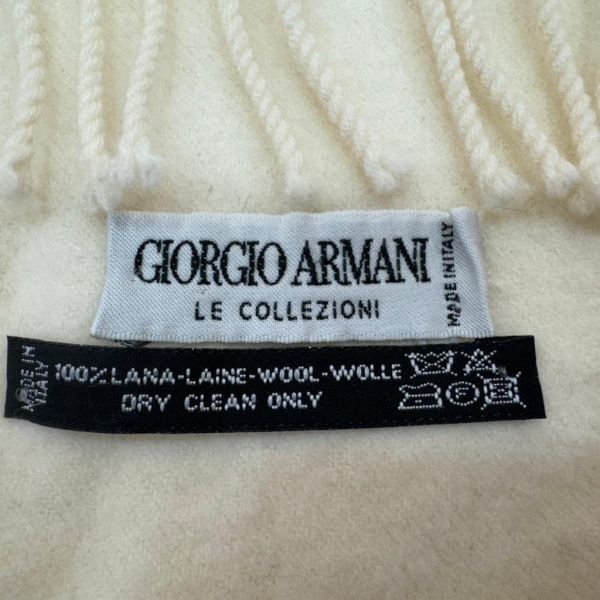 GIORGIO ARMANI
LE COLLEZIONI
MADE IN ITALY
MADE IN
ITALY
100% LANA-LAINE-WOOL-WOLLE
DRY CLEAN ONLY
P